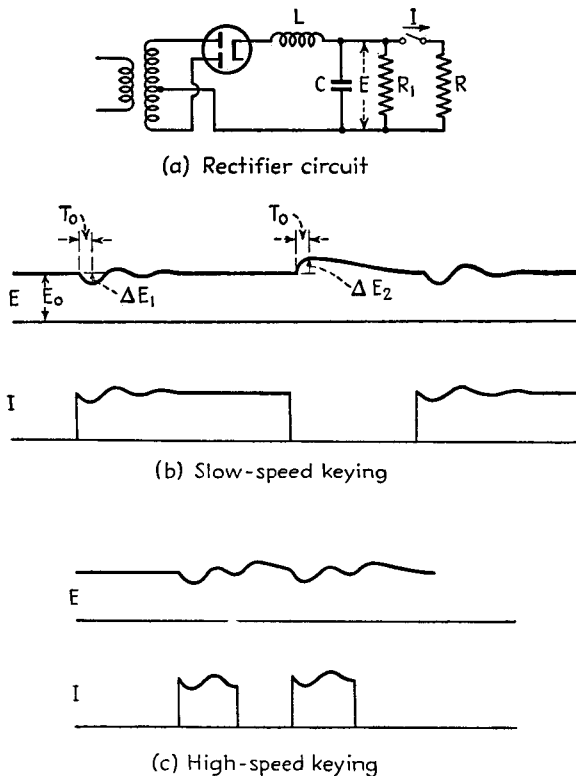 L
I
C
E
R₁
R
(a) Rectifier circuit
T₀
T₀
E
E₀
ΔE₁
ΔE₂
I
(b) Slow-speed keying
E
I
(c) High-speed keying